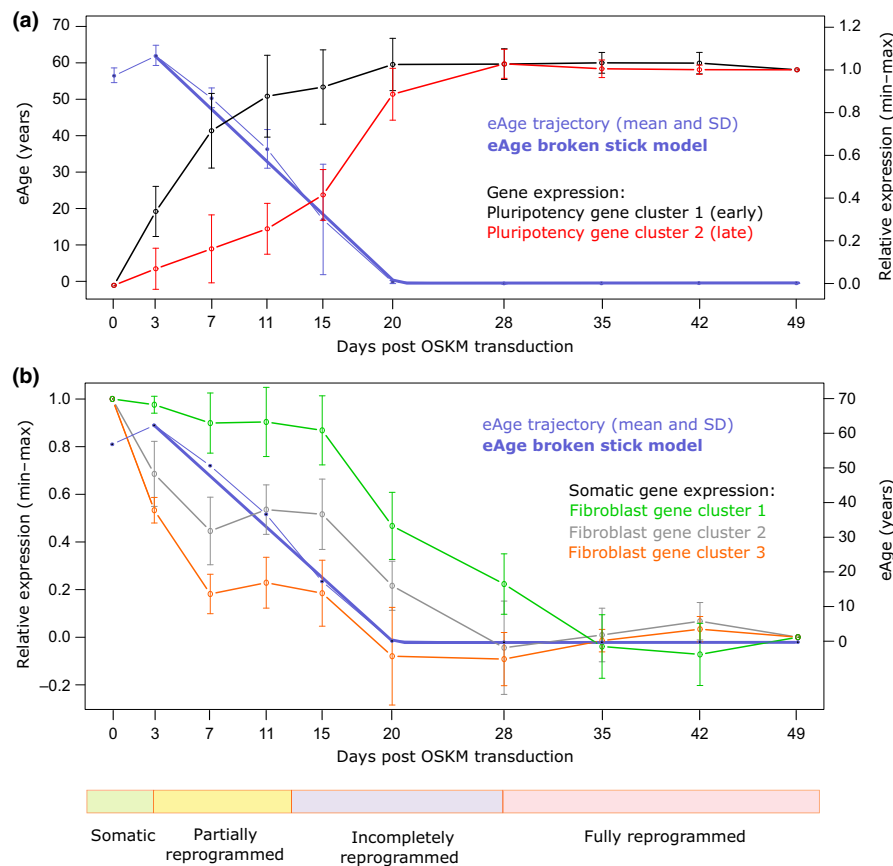 (a)
70
60
50
40
30
20
10
0
eAge (years)
1.2
1.0
0.8
0.6
0.4
0.2
0.0
Relative expression (min−max)
eAge trajectory (mean and SD)
eAge broken stick model
Gene expression:
Pluripotency gene cluster 1 (early)
Pluripotency gene cluster 2 (late)
0 3 7 11 15 20 28 35 42 49
Days post OSKM transduction
(b)
1.0
0.8
0.6
0.4
0.2
0.0
−0.2
Relative expression (min−max)
70
60
50
40
30
20
10
0
eAge (years)
eAge trajectory (mean and SD)
eAge broken stick model
Somatic gene expression:
Fibroblast gene cluster 1
Fibroblast gene cluster 2
Fibroblast gene cluster 3
0 3 7 11 15 20 28 35 42 49
Days post OSKM transduction
Somatic
Partially
reprogrammed
Incompletely
reprogrammed
Fully reprogrammed